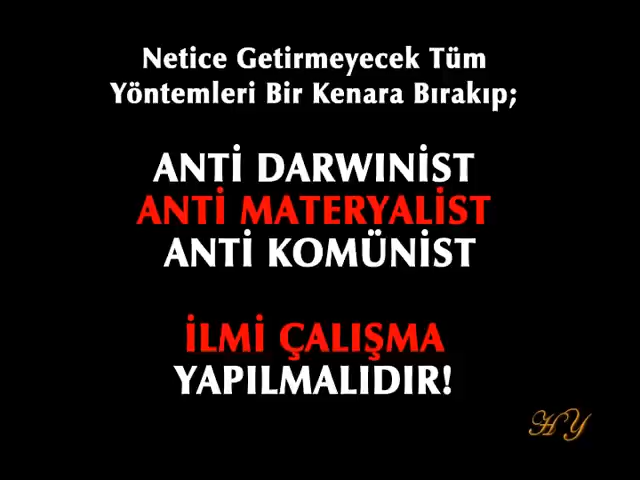 Netice Getirmeyecek Tüm
Yöntemleri Bir Kenara Bırakıp;
ANTİ DARWINİST
ANTİ MATERYALİST
ANTİ KOMÜNİST
İLMİ ÇALIŞMA
YAPILMALIDIR!
HY